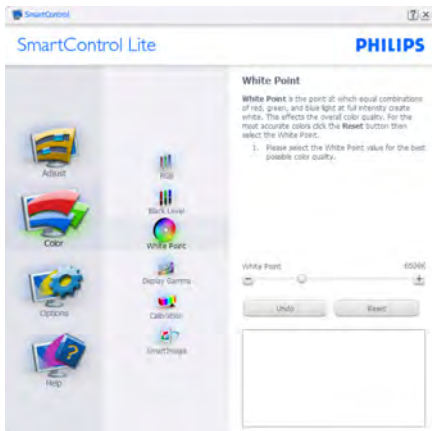 SmartControl
SmartControl Lite
PHILIPS
Adjust
Color
Options
Help
RGB
Black Level
White Point
Display Gamma
Calibration
SmartImage
White Point
White Point is the point at which equal combinations
of red, green, and blue light at full intensity create
white. This effects the overall color quality. For the
most accurate colors click the Reset button then
select the White Point.
1. Please select the White Point value for the best
possible color quality.
White Point 6500K
Undo Reset